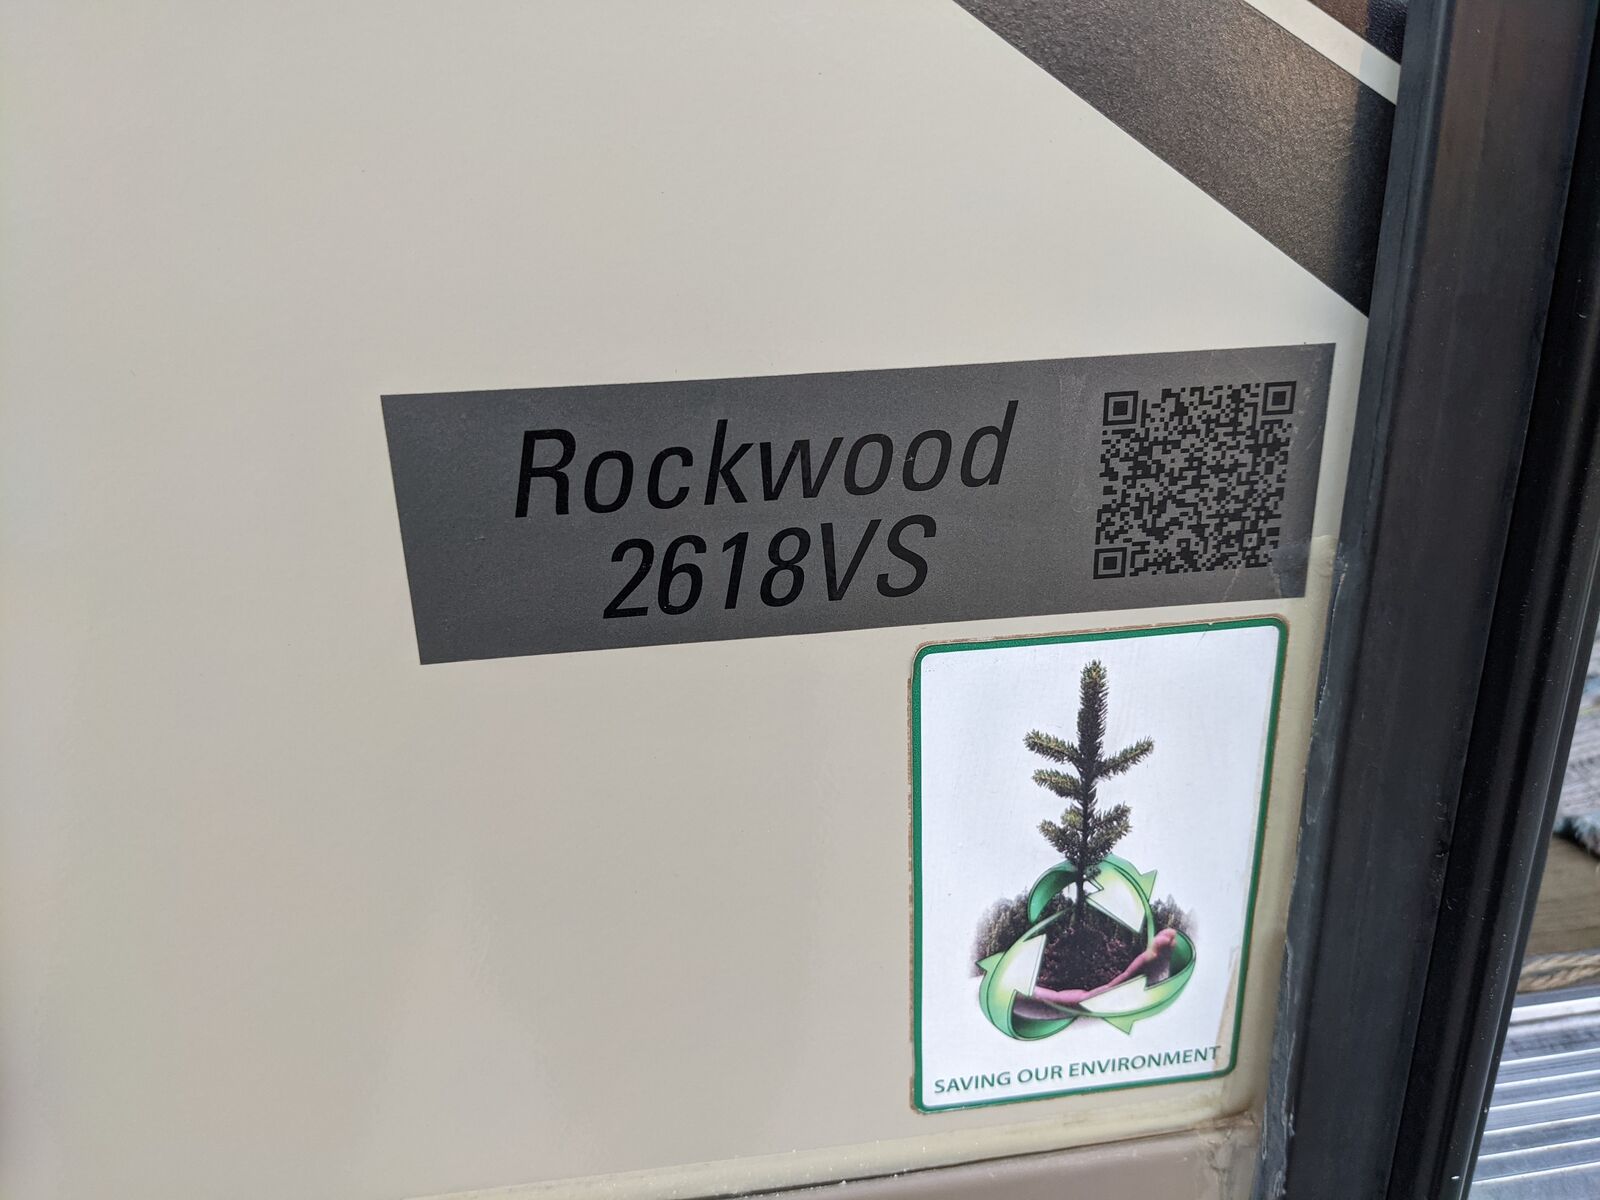 Rockwood
2618VS
SAVING OUR ENVIRONMENT